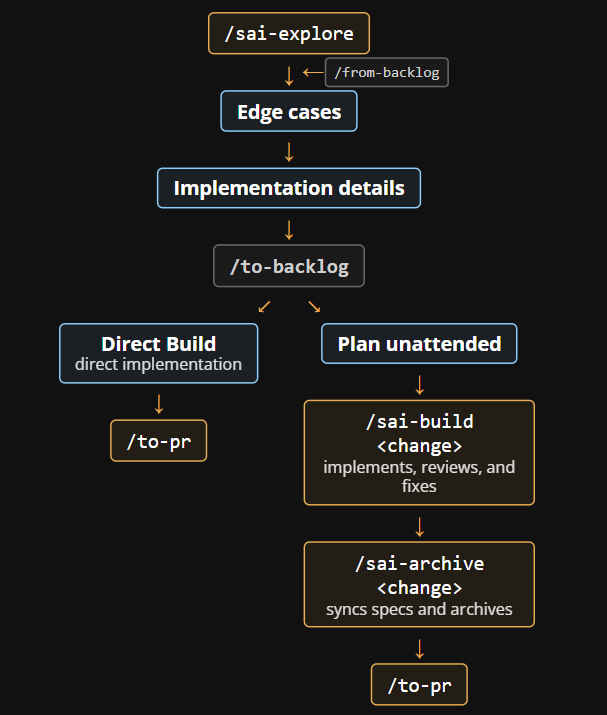 /sai-explore
/from-backlog
Edge cases
Implementation details
/to-backlog
Direct Build
direct implementation
/to-pr
Plan unattended
/sai-build
<change>
implements, reviews, and
fixes
/sai-archive
<change>
syncs specs and archives
/to-pr